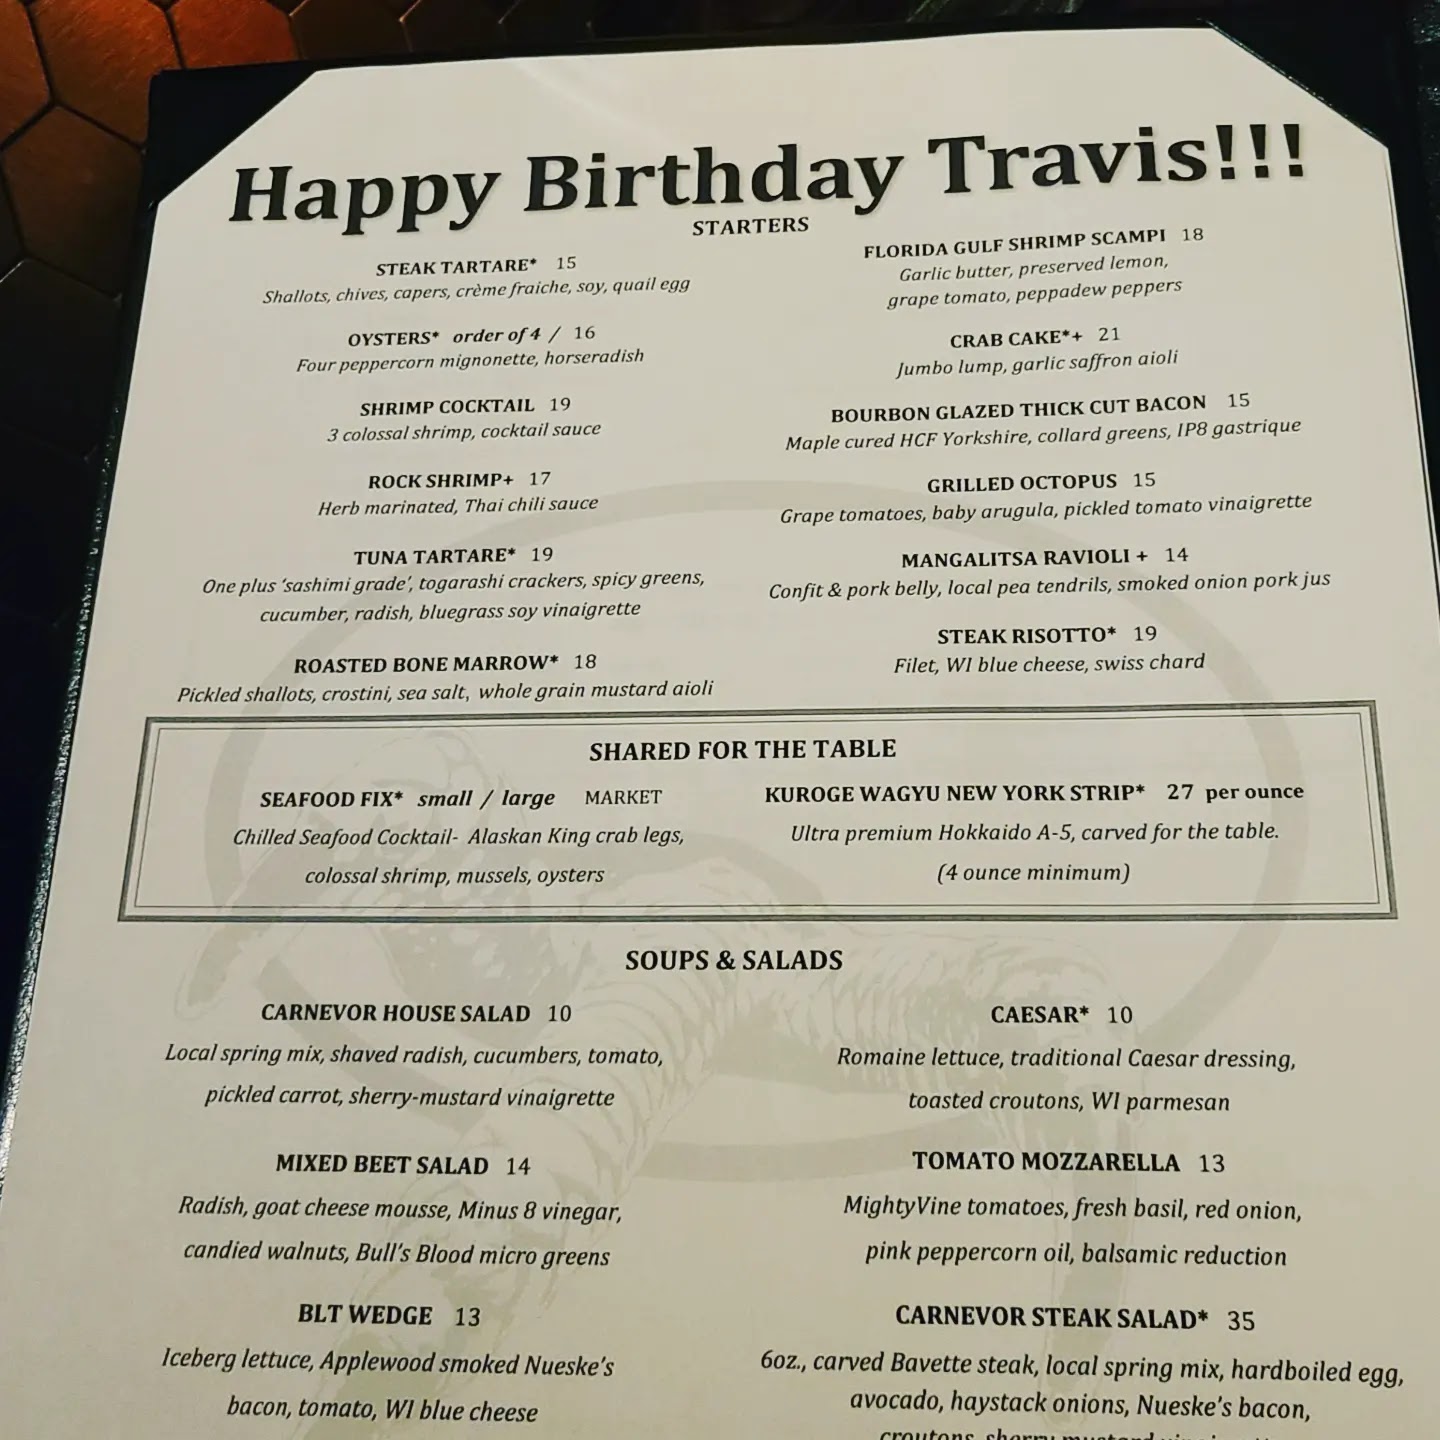 Happy Birthday Travis!!!
STARTERS
STEAK TARTARE* 15
Shallots, chives, capers, crème fraiche, soy, quail egg
OYSTERS* order of 4 / 16
Four peppercorn mignonette, horseradish
SHRIMP COCKTAIL 19
3 colossal shrimp, cocktail sauce
ROCK SHRIMP+ 17
Herb marinated, Thai chili sauce
TUNA TARTARE* 19
One plus 'sashimi grade', togarashi crackers, spicy greens,
cucumber, radish, bluegrass soy vinaigrette
ROASTED BONE MARROW* 18
Pickled shallots, crostini, sea salt, whole grain mustard aioli
FLORIDA GULF SHRIMP SCAMPI 18
Garlic butter, preserved lemon,
grape tomato, peppadew peppers
CRAB CAKE*+ 21
Jumbo lump, garlic saffron aioli
BOURBON GLAZED THICK CUT BACON 15
Maple cured HCF Yorkshire, collard greens, IP8 gastrique
GRILLED OCTOPUS 15
Grape tomatoes, baby arugula, pickled tomato vinaigrette
MANGALITSA RAVIOLI + 14
Confit & pork belly, local pea tendrils, smoked onion pork jus
STEAK RISOTTO* 19
Filet, WI blue cheese, swiss chard
SHARED FOR THE TABLE
SEAFOOD FIX* small / large MARKET
Chilled Seafood Cocktail- Alaskan King crab legs,
colossal shrimp, mussels, oysters
KUROGE WAGYU NEW YORK STRIP* 27 per ounce
Ultra premium Hokkaido A-5, carved for the table.
(4 ounce minimum)
SOUPS & SALADS
CARNEVOR HOUSE SALAD 10
Local spring mix, shaved radish, cucumbers, tomato,
pickled carrot, sherry-mustard vinaigrette
MIXED BEET SALAD 14
Radish, goat cheese mousse, Minus 8 vinegar,
candied walnuts, Bull's Blood micro greens
BLT WEDGE 13
Iceberg lettuce, Applewood smoked Nueske's
bacon, tomato, WI blue cheese
CAESAR* 10
Romaine lettuce, traditional Caesar dressing,
toasted croutons, WI parmesan
TOMATO MOZZARELLA 13
MightyVine tomatoes, fresh basil, red onion,
pink peppercorn oil, balsamic reduction
CARNEVOR STEAK SALAD* 35
6oz., carved Bavette steak, local spring mix, hardboiled egg,
avocado, haystack onions, Nueske's bacon,
croutons, sherry